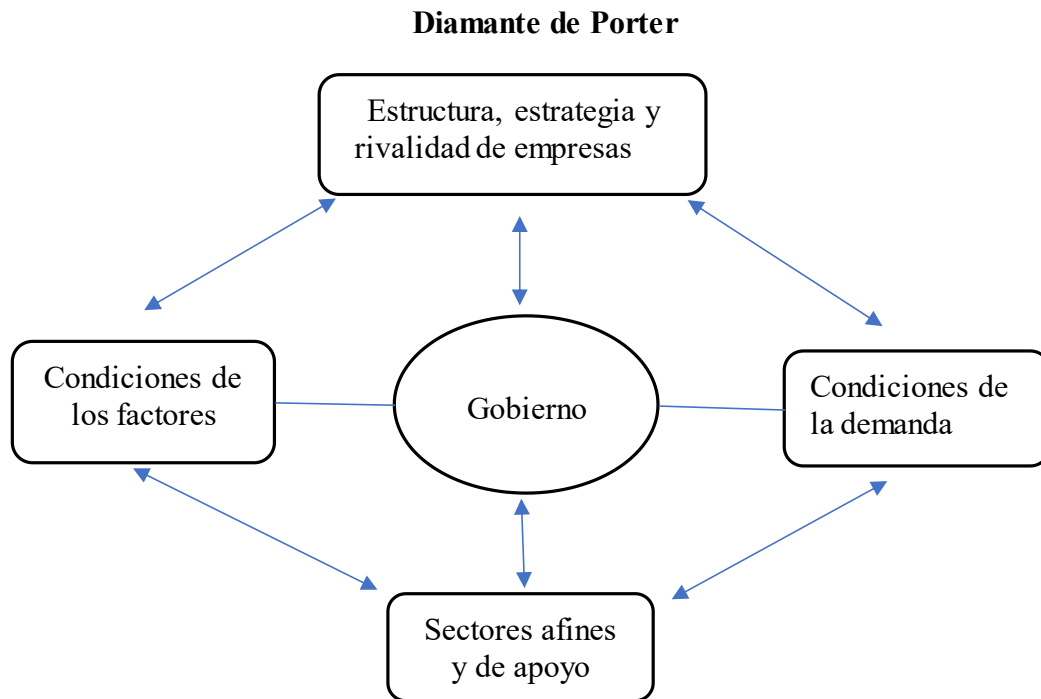 Diamante de Porter
Estructura, estrategia y
rivalidad de empresas
Condiciones de
los factores
Gobierno
Condiciones de
la demanda
Sectores afines
y de apoyo